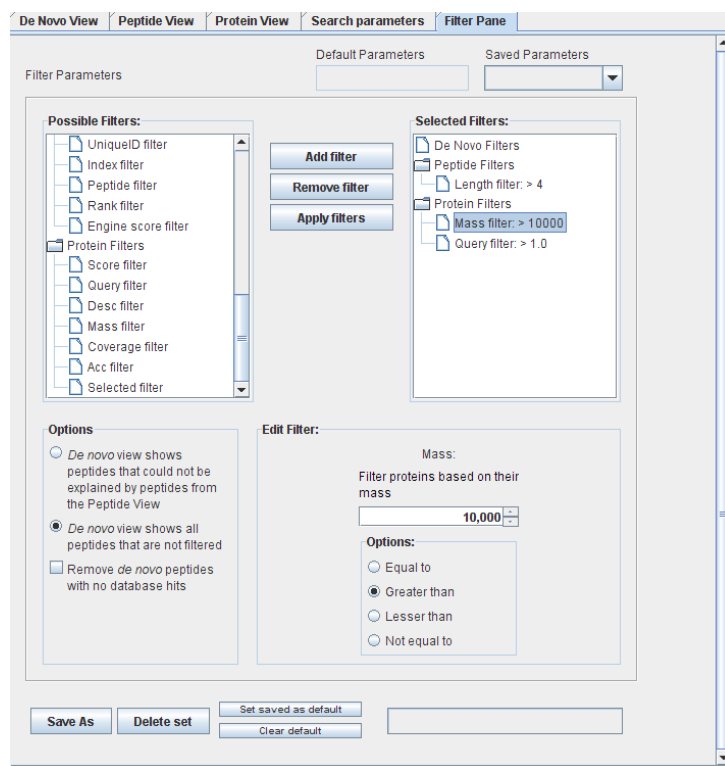 De Novo View Peptide View Protein View Search parameters Filter Pane
Default Parameters Saved Parameters
Filter Parameters
Possible Filters:
UniqueID filter
Index filter
Peptide filter
Rank filter
Engine score filter
Protein Filters
Score filter
Query filter
Desc filter
Mass filter
Coverage filter
Acc filter
Selected filter
Add filter
Remove filter
Apply filters
Selected Filters:
De Novo Filters
Peptide Filters
Length filter: > 4
Protein Filters
Mass filter: > 10000
Query filter: > 1.0
Options
De novo view shows
peptides that could not be
explained by peptides from
the Peptide View
De novo view shows all
peptides that are not filtered
Remove de novo peptides
with no database hits
Edit Filter:
Mass:
Filter proteins based on their
mass
10,000
Options:
Equal to
Greater than
Lesser than
Not equal to
Save As Delete set
Set saved as default
Clear default